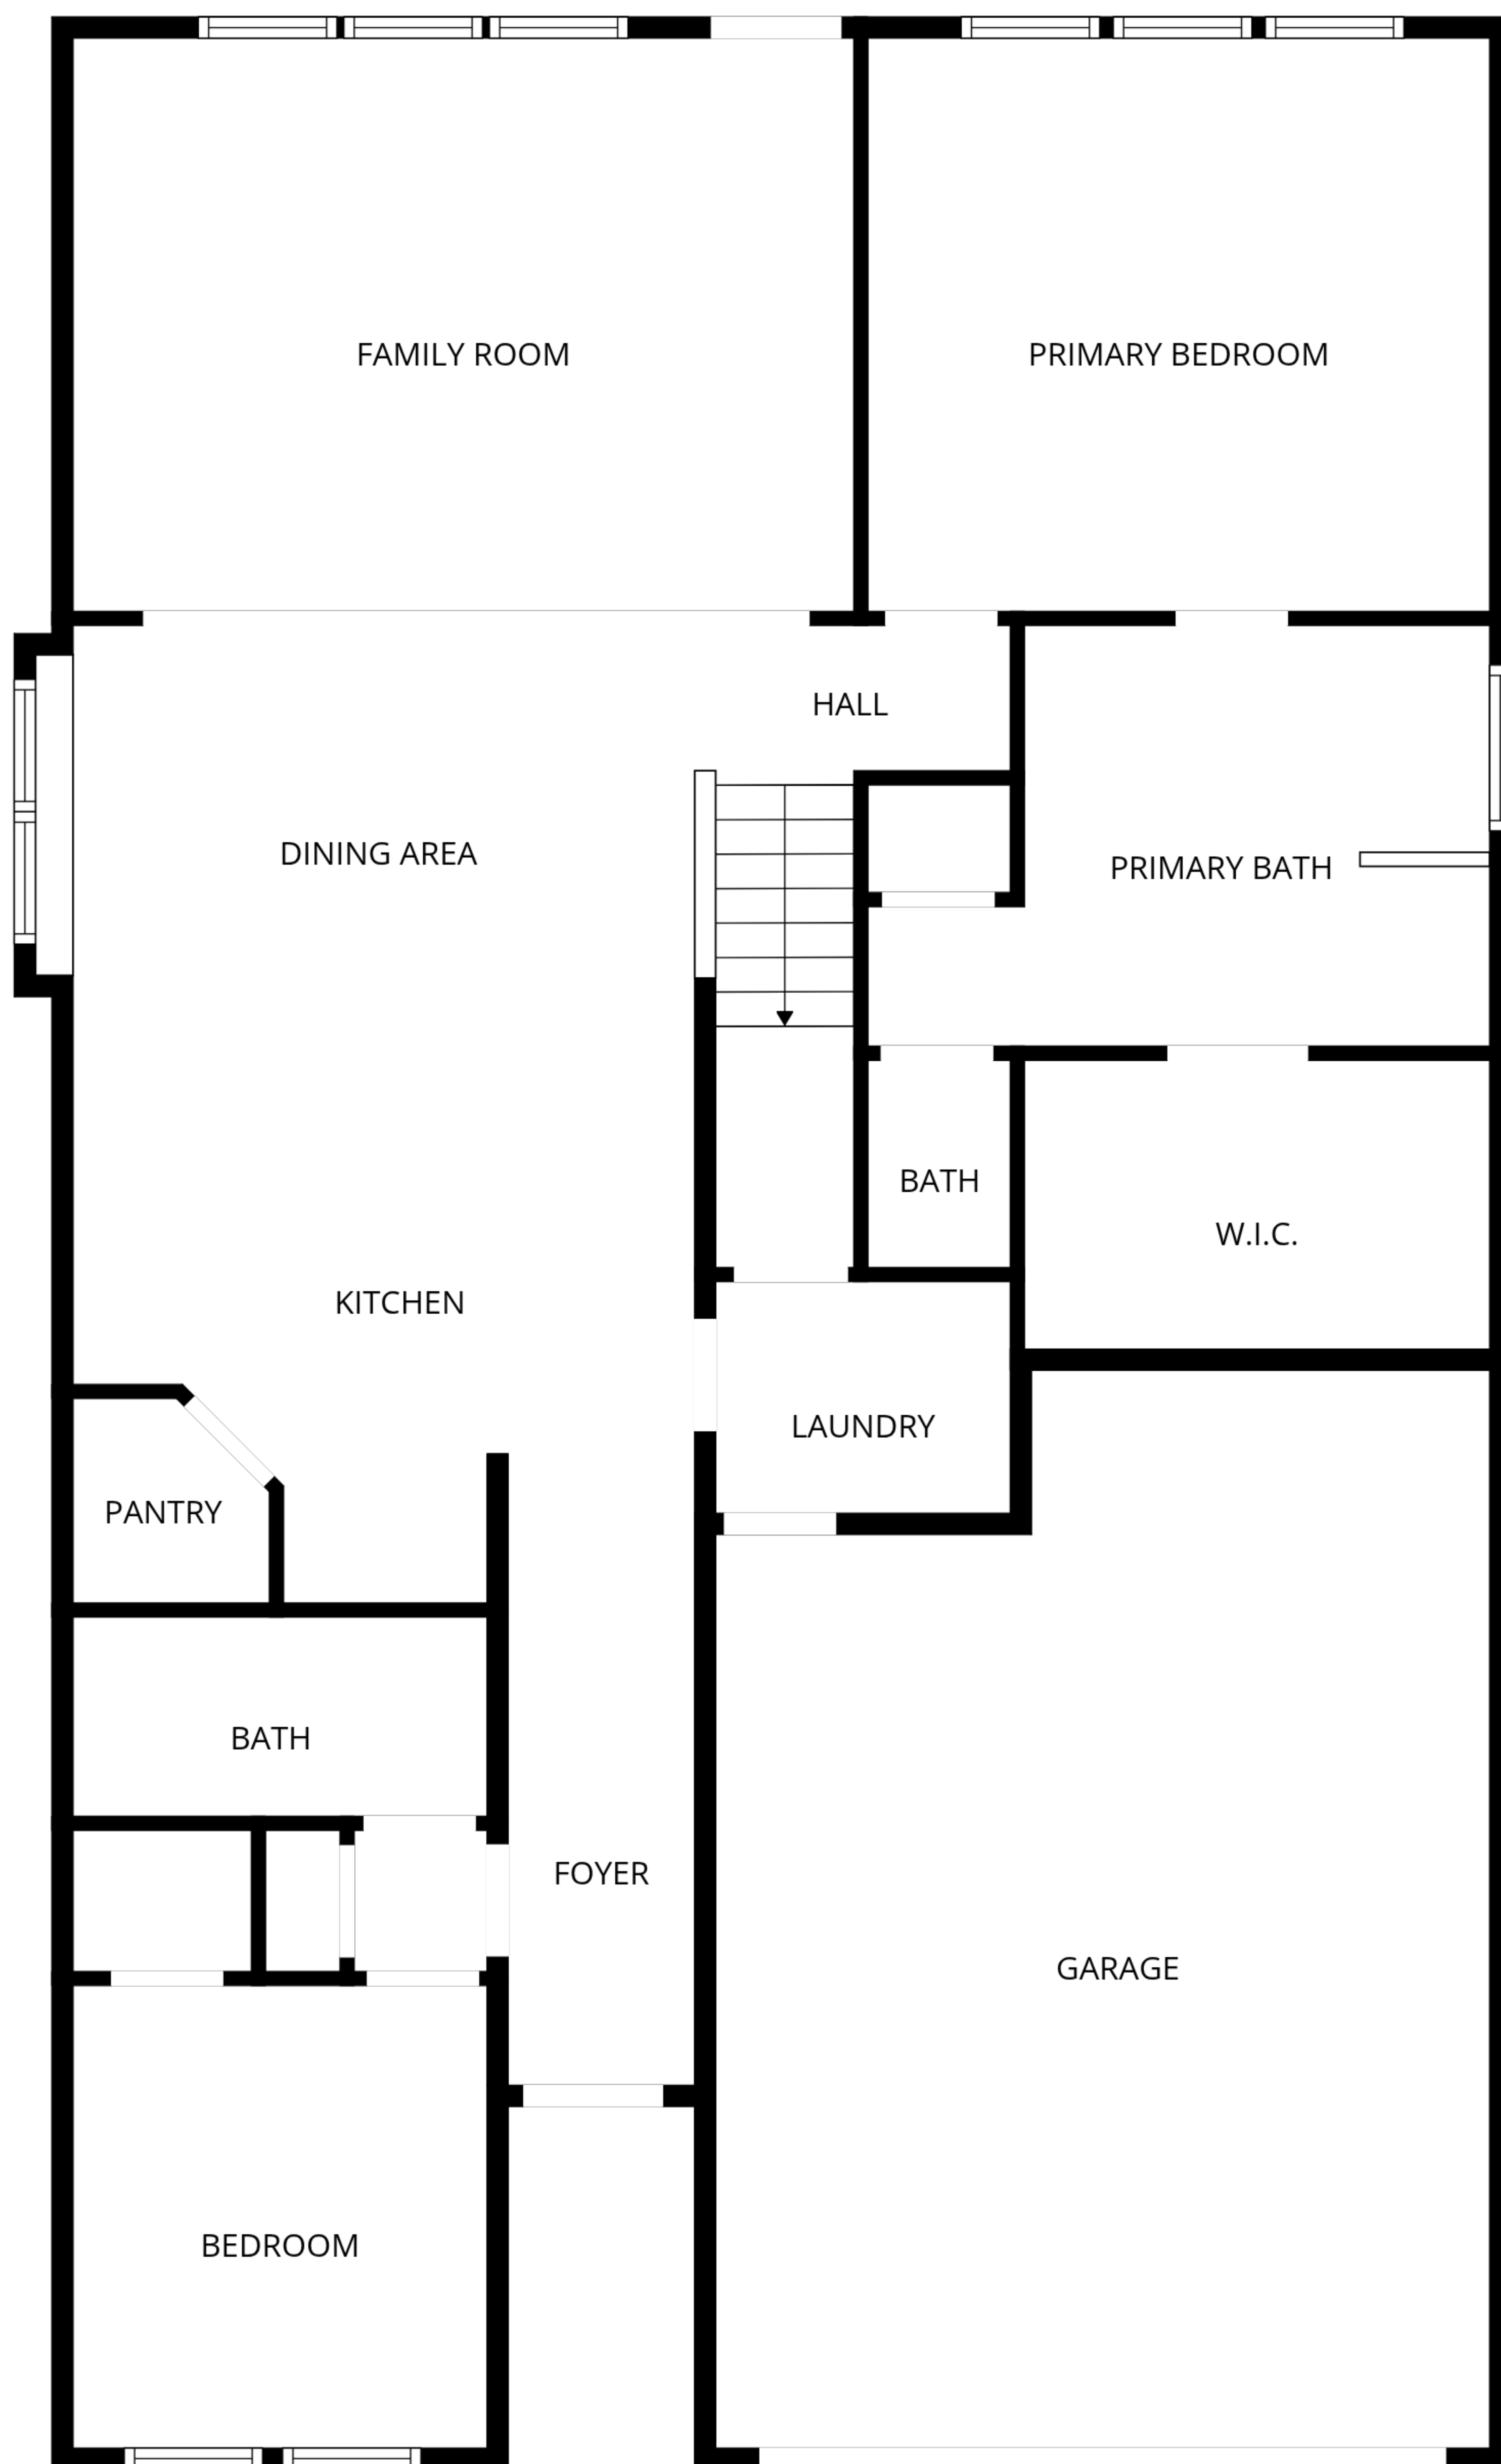 FAMILY ROOM
PRIMARY BEDROOM
HALL
DINING AREA
PRIMARY BATH
BATH
W.I.C.
KITCHEN
LAUNDRY
PANTRY
BATH
FOYER
GARAGE
BEDROOM